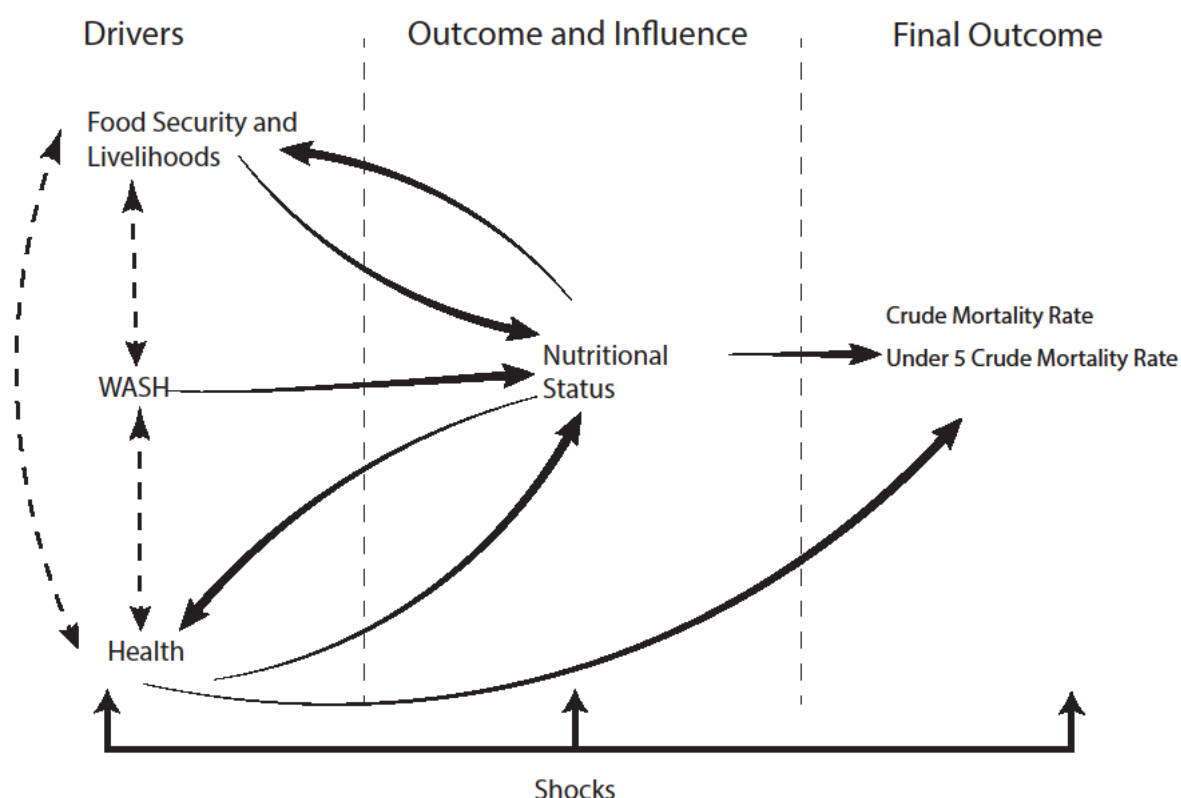 Drivers
Outcome and Influence
Final Outcome
Food Security and
Livelihoods
Crude Mortality Rate
Under 5 Crude Mortality Rate
Nutritional
Status
WASH
Health
Shocks